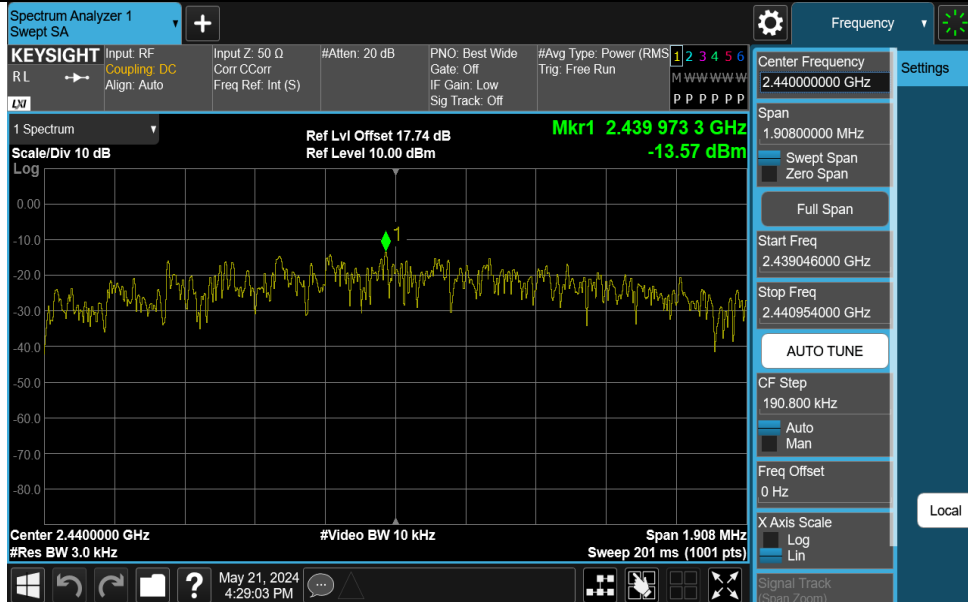 Spectrum Analyzer 1
Swept SA
+
Frequency
KEYSIGHT
R L
LXI
Input: RF
Coupling: DC
Align: Auto
Input Z: 50 Ω
Corr CCorr
Freq Ref: Int (S)
#Atten: 20 dB
PNO: Best Wide
Gate: Off
IF Gain: Low
Sig Track: Off
#Avg Type: Power (RMS
Trig: Free Run
1 2 3 4 5 6
M W W W W W
P P P P P P
1 Spectrum
Scale/Div 10 dB
Ref Lvl Offset 17.74 dB
Ref Level 10.00 dBm
Mkr1 2.439 973 3 GHz
-13.57 dBm
Log
0.00
-10.0
-20.0
-30.0
-40.0
-50.0
-60.0
-70.0
-80.0
1
Center 2.4400000 GHz
#Res BW 3.0 kHz
#Video BW 10 kHz
Span 1.908 MHz
Sweep 201 ms (1001 pts)
?
May 21, 2024
4:29:03 PM
Center Frequency
2.440000000 GHz
Span
1.90800000 MHz
Swept Span
Zero Span
Full Span
Start Freq
2.439046000 GHz
Stop Freq
2.440954000 GHz
AUTO TUNE
CF Step
190.800 kHz
Auto
Man
Freq Offset
0 Hz
X Axis Scale
Log
Lin
Signal Track
(Span Zoom)
Settings
Local